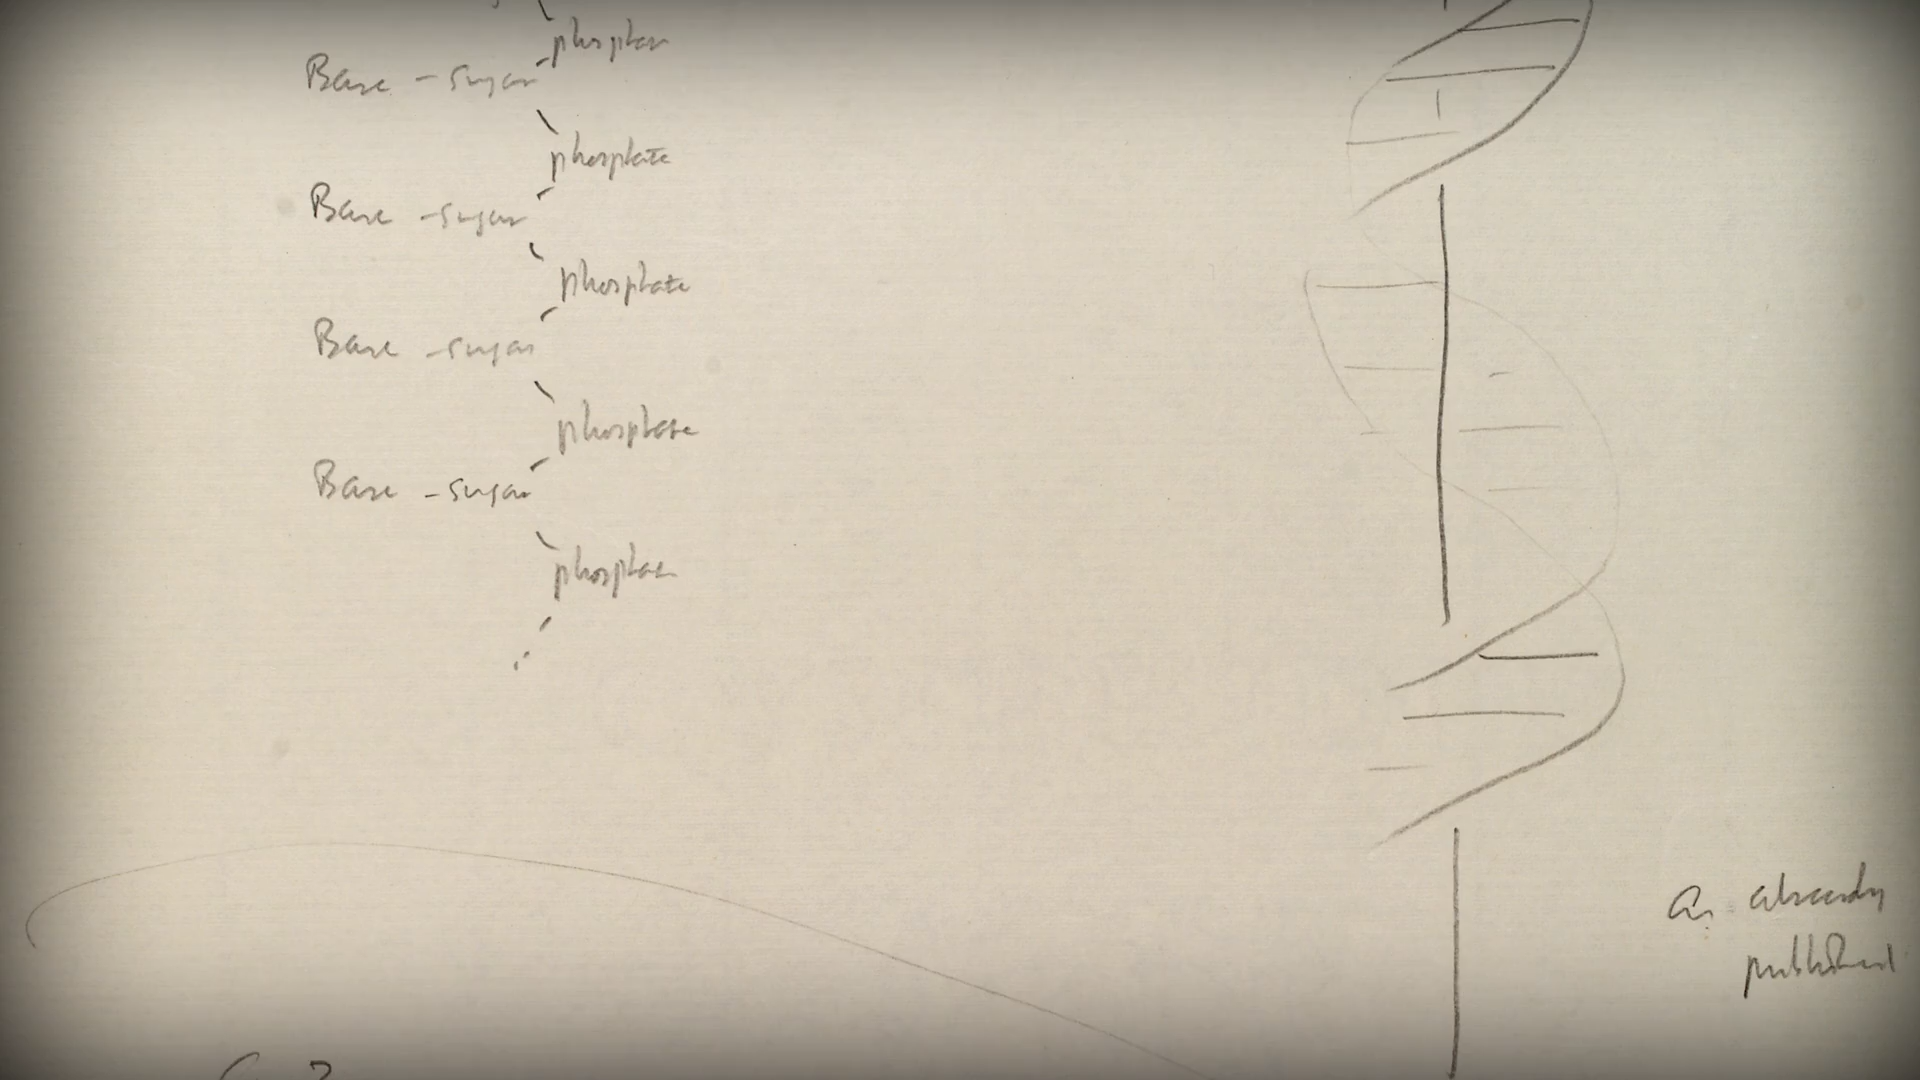 phosphate
Base - sugar
phosphate
Base - sugar
phosphate
Base - sugar
phosphate
Base - sugar
phosphate
as already
published